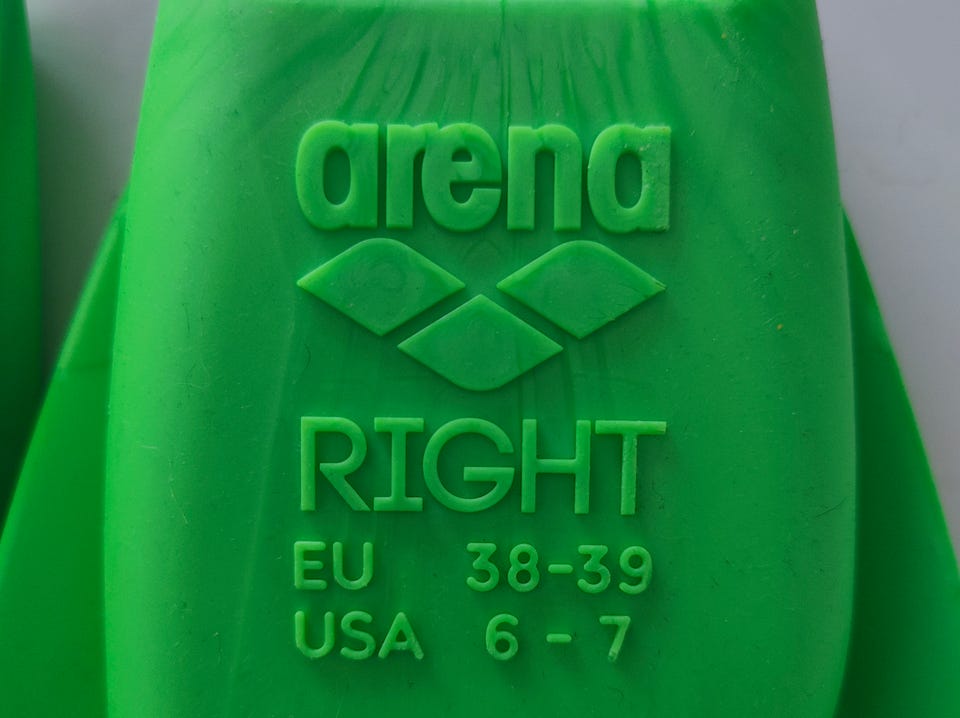 arena
RIGHT
EU 38-39
USA 6 - 7